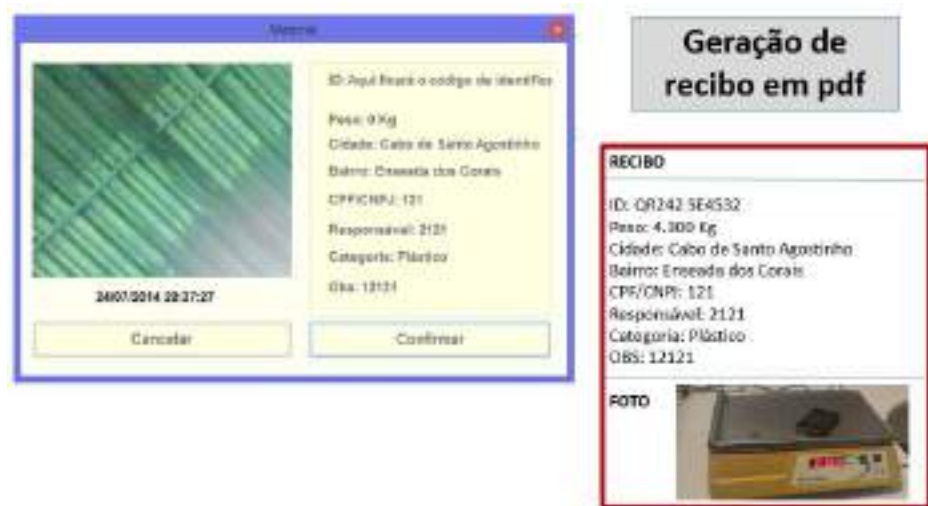 Material
ID: Aqui ficará o código de identific
Peso: 0 Kg
Cidade: Cabo de Santo Agostinho
Bairro: Enseada dos Corais
CPF/CNPJ: 121
Responsável: 2121
Categoria: Plástico
Obs: 12121
24/07/2014 20:37:27
Cancelar
Confirmar
Geração de
recibo em pdf
RECIBO
ID: QR242 5E4532
Peso: 4.300 Kg
Cidade: Cabo de Santo Agostinho
Bairro: Enseada dos Corais
CPF/CNPJ: 121
Responsável: 2121
Categoria: Plástico
OBS: 12121
FOTO